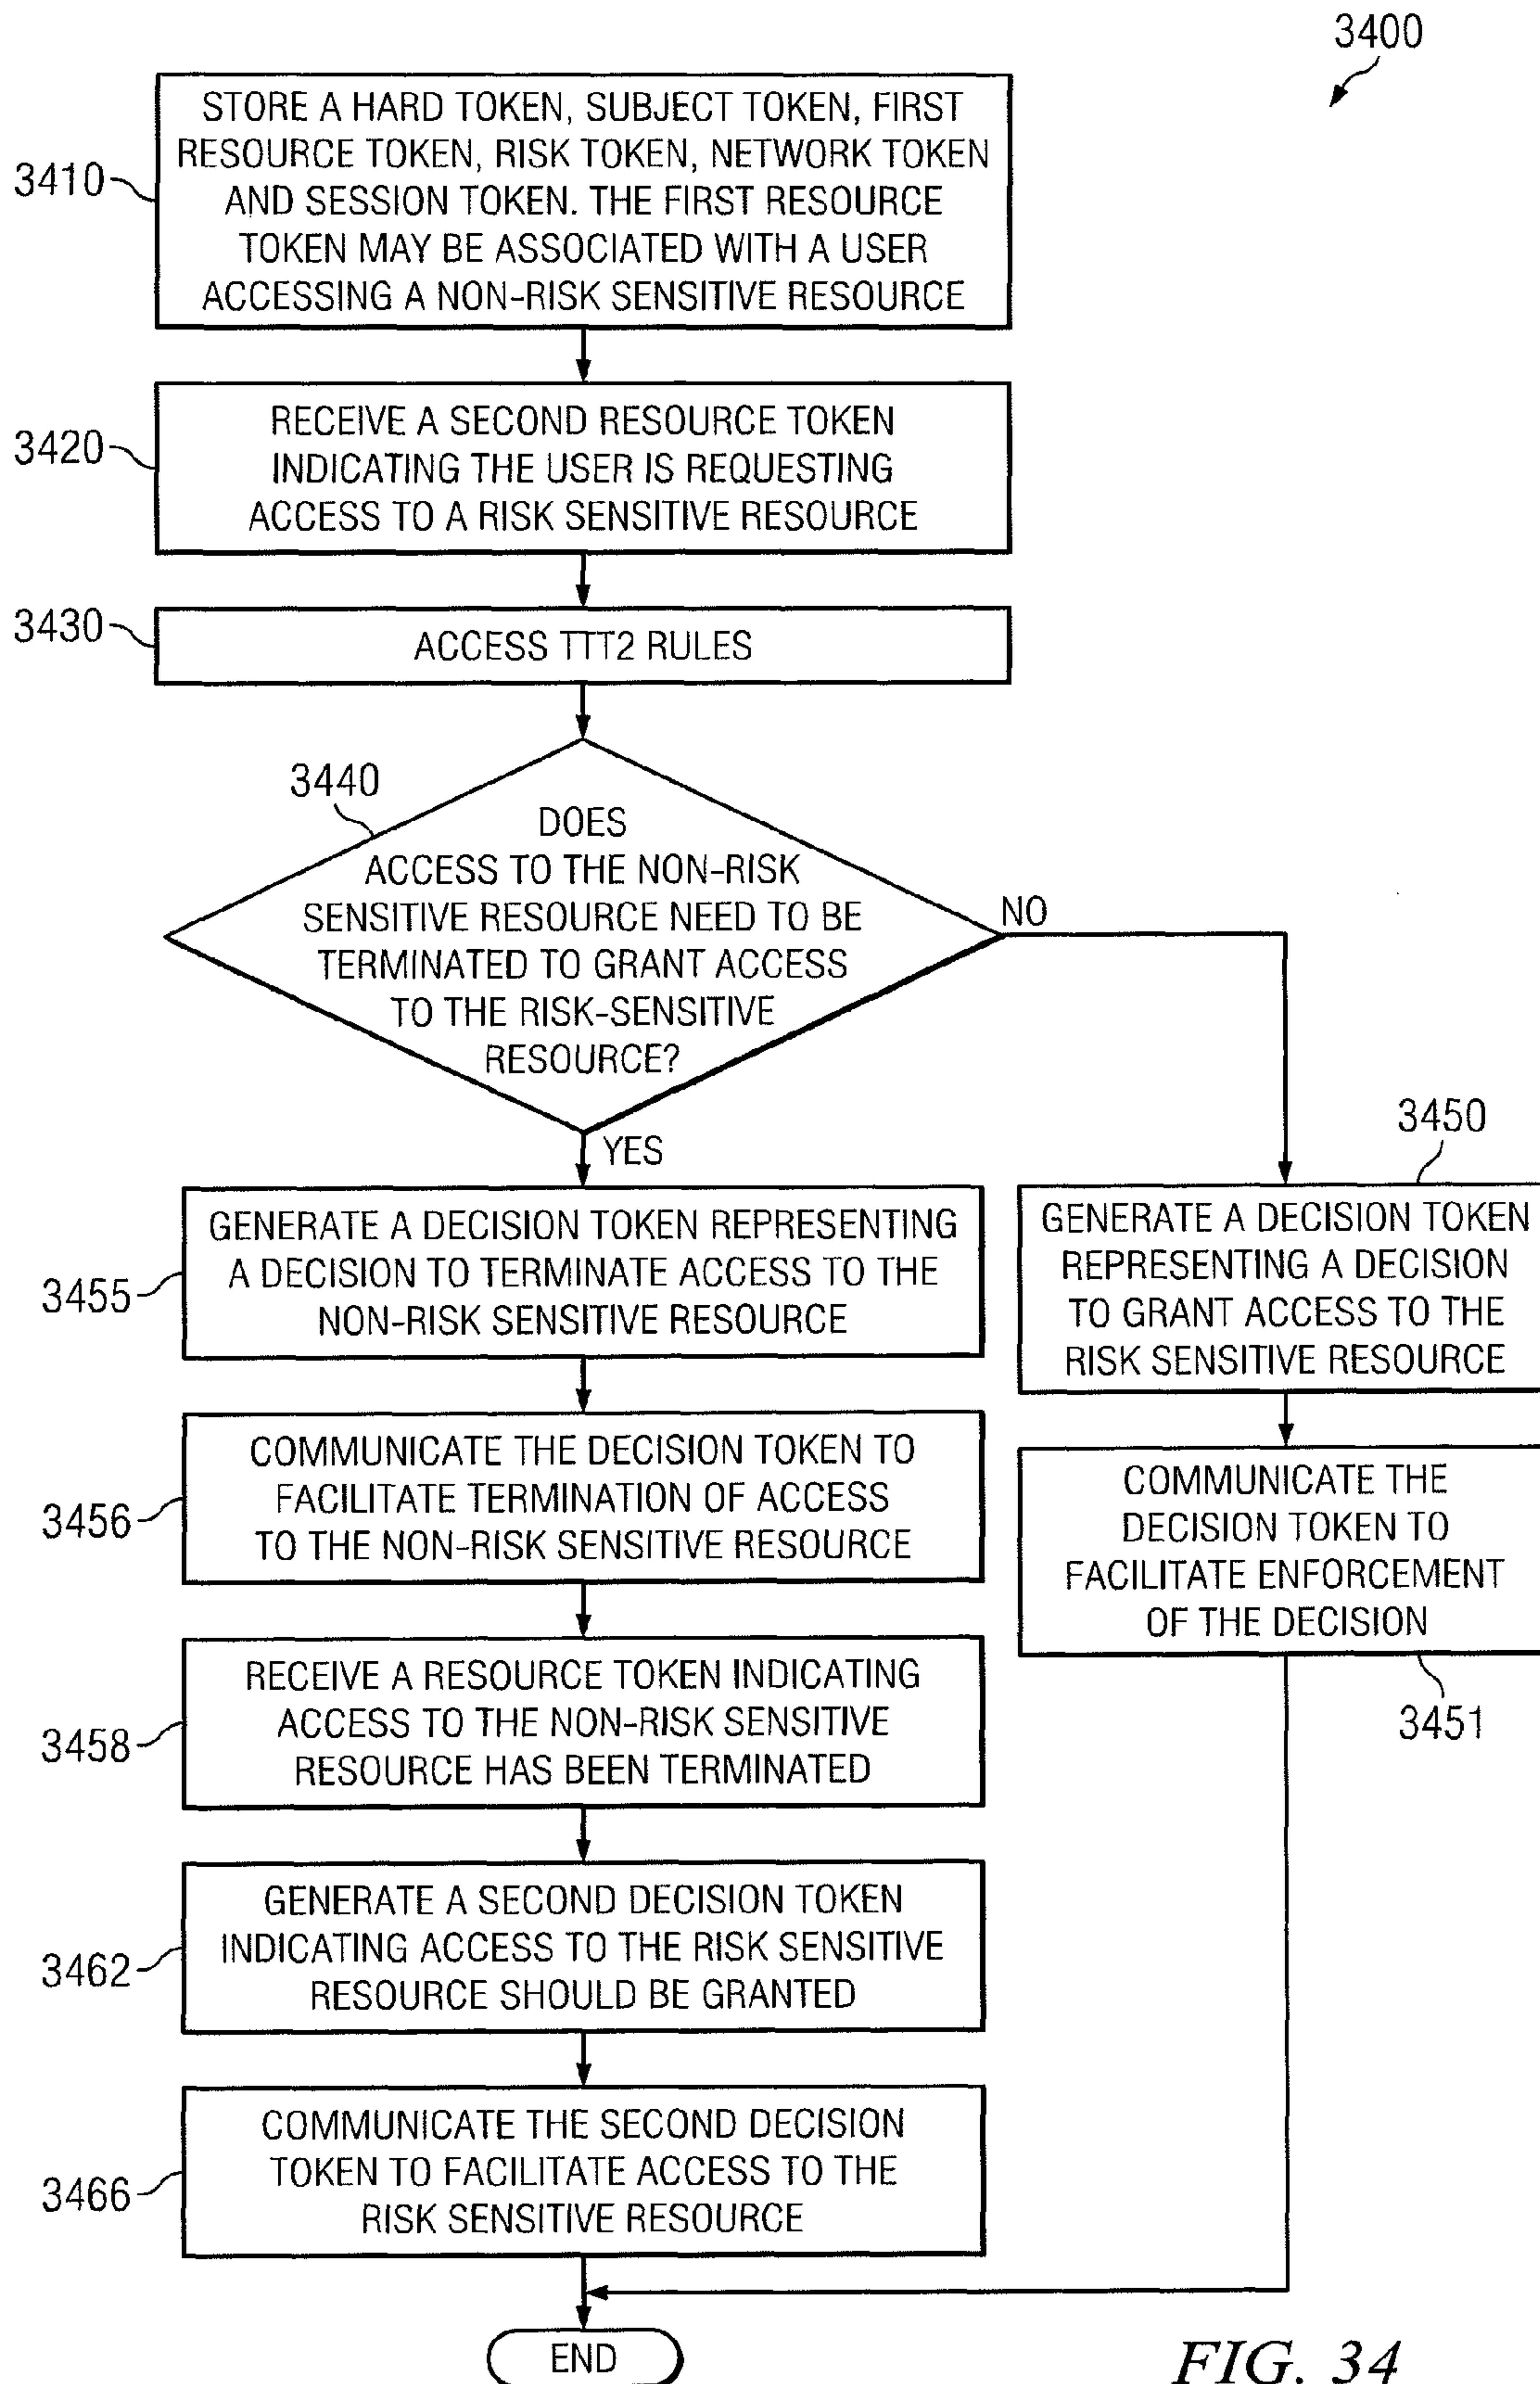 3400
STORE A HARD TOKEN, SUBJECT TOKEN, FIRST
RESOURCE TOKEN, RISK TOKEN, NETWORK TOKEN
AND SESSION TOKEN. THE FIRST RESOURCE
TOKEN MAY BE ASSOCIATED WITH A USER
ACCESSING A NON-RISK SENSITIVE RESOURCE
3410
RECEIVE A SECOND RESOURCE TOKEN
INDICATING THE USER IS REQUESTING
ACCESS TO A RISK SENSITIVE RESOURCE
3420
ACCESS TTT2 RULES
3430
3440
DOES
ACCESS TO THE NON-RISK
SENSITIVE RESOURCE NEED TO BE
TERMINATED TO GRANT ACCESS
TO THE RISK-SENSITIVE
RESOURCE?
NO
YES
3450
GENERATE A DECISION TOKEN
REPRESENTING A DECISION
TO GRANT ACCESS TO THE
RISK SENSITIVE RESOURCE
COMMUNICATE THE
DECISION TOKEN TO
FACILITATE ENFORCEMENT
OF THE DECISION
3451
GENERATE A DECISION TOKEN REPRESENTING
A DECISION TO TERMINATE ACCESS TO THE
NON-RISK SENSITIVE RESOURCE
3455
COMMUNICATE THE DECISION TOKEN TO
FACILITATE TERMINATION OF ACCESS
TO THE NON-RISK SENSITIVE RESOURCE
3456
RECEIVE A RESOURCE TOKEN INDICATING
ACCESS TO THE NON-RISK SENSITIVE
RESOURCE HAS BEEN TERMINATED
3458
GENERATE A SECOND DECISION TOKEN
INDICATING ACCESS TO THE RISK SENSITIVE
RESOURCE SHOULD BE GRANTED
3462
COMMUNICATE THE SECOND DECISION
TOKEN TO FACILITATE ACCESS TO THE
RISK SENSITIVE RESOURCE
3466
END
FIG. 34